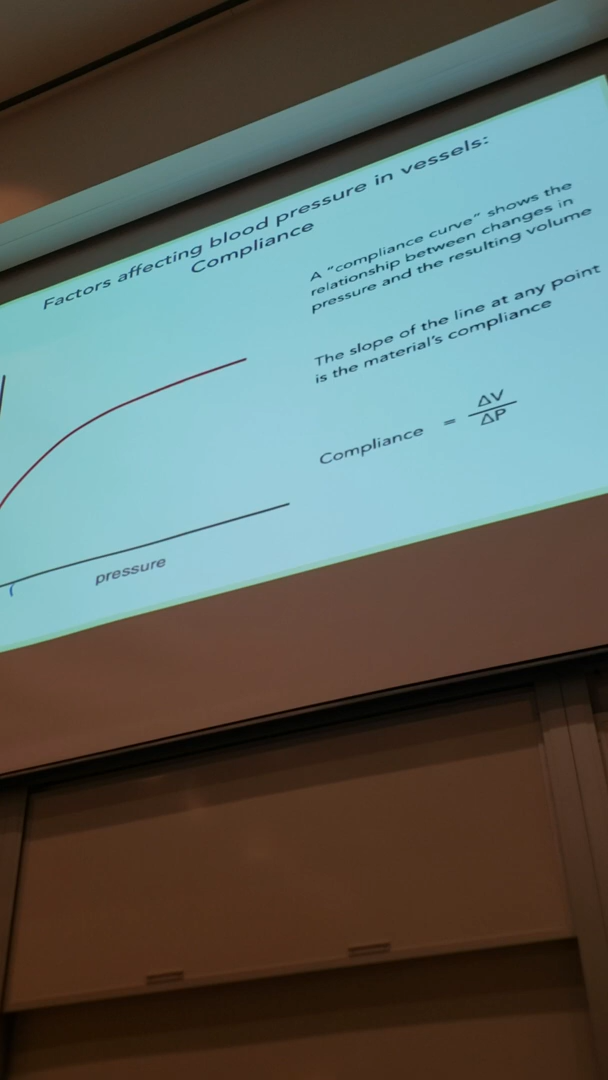 Factors affecting blood pressure in vessels:
Compliance
A "compliance curve" shows the
relationship between changes in
pressure and the resulting volume
The slope of the line at any point
is the material's compliance
Compliance = ΔV
ΔP
pressure